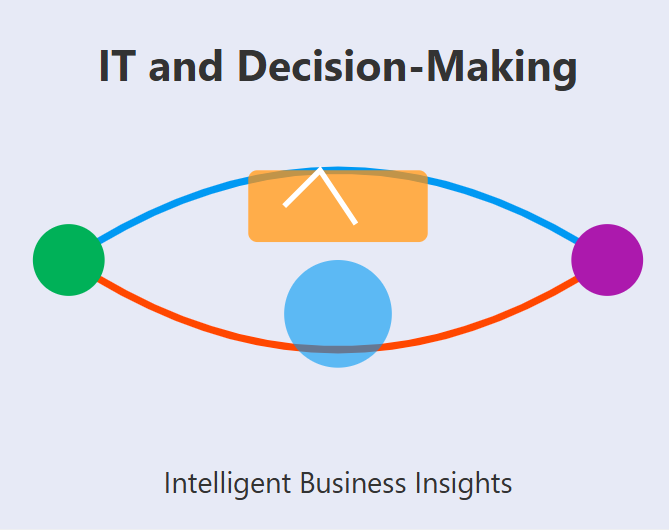 IT and Decision-Making
Intelligent Business Insights